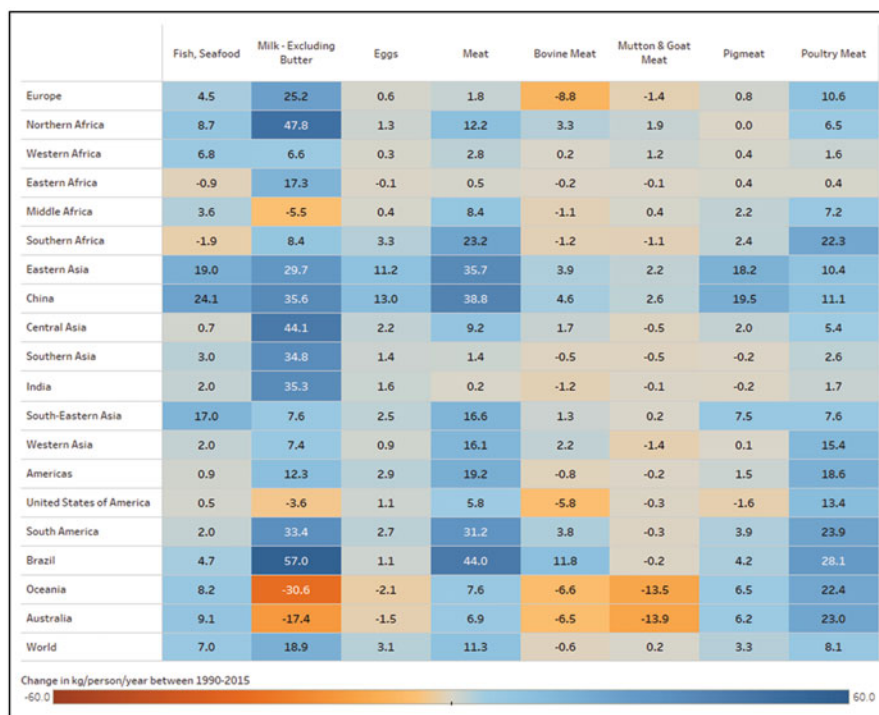 Fish, Seafood Milk - Excluding Butter Eggs Meat Bovine Meat Mutton & Goat Meat Pigmeat Poultry Meat
Europe 4.5 25.2 0.6 1.8 -8.8 -1.4 0.8 10.6
Northern Africa 8.7 47.8 1.3 12.2 3.3 1.9 0.0 6.5
Western Africa 6.8 6.6 0.3 2.8 0.2 1.2 0.4 1.6
Eastern Africa -0.9 17.3 -0.1 0.5 -0.2 -0.1 0.4 0.4
Middle Africa 3.6 -5.5 0.4 8.4 -1.1 0.4 2.2 7.2
Southern Africa -1.9 8.4 3.3 23.2 -1.2 -1.1 2.4 22.3
Eastern Asia 19.0 29.7 11.2 35.7 3.9 2.2 18.2 10.4
China 24.1 35.6 13.0 38.8 4.6 2.6 19.5 11.1
Central Asia 0.7 44.1 2.2 9.2 1.7 -0.5 2.0 5.4
Southern Asia 3.0 34.8 1.4 1.4 -0.5 -0.5 -0.2 2.6
India 2.0 35.3 1.6 0.2 -1.2 -0.1 -0.2 1.7
South-Eastern Asia 17.0 7.6 2.5 16.6 1.3 0.2 7.5 7.6
Western Asia 2.0 7.4 0.9 16.1 2.2 -1.4 0.1 15.4
Americas 0.9 12.3 2.9 19.2 -0.8 -0.2 1.5 18.6
United States of America 0.5 -3.6 1.1 5.8 -5.8 -0.3 -1.6 13.4
South America 2.0 33.4 2.7 31.2 3.8 -0.3 3.9 23.9
Brazil 4.7 57.0 1.1 44.0 11.8 -0.2 4.2 28.1
Oceania 8.2 -30.6 -2.1 7.6 -6.6 -13.5 6.5 22.4
Australia 9.1 -17.4 -1.5 6.9 -6.5 -13.9 6.2 23.0
World 7.0 18.9 3.1 11.3 -0.6 0.2 3.3 8.1
Change in kg/person/year between 1990-2015
-60.0 60.0